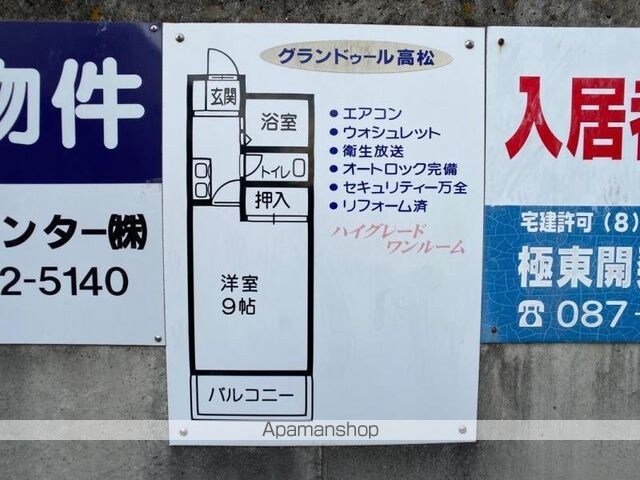 物件
ンター㈱
2-5140
グランドゥール高松
玄関
浴室
トイレ
押入
洋室
9帖
バルコニー
• エアコン
• ウォシュレット
• 衛生放送
• オートロック完備
• セキュリティー万全
• リフォーム済
ハイグレード
ワンルーム
入居者
宅建許可(8)
極東開発
☎ 087-
Apamanshop